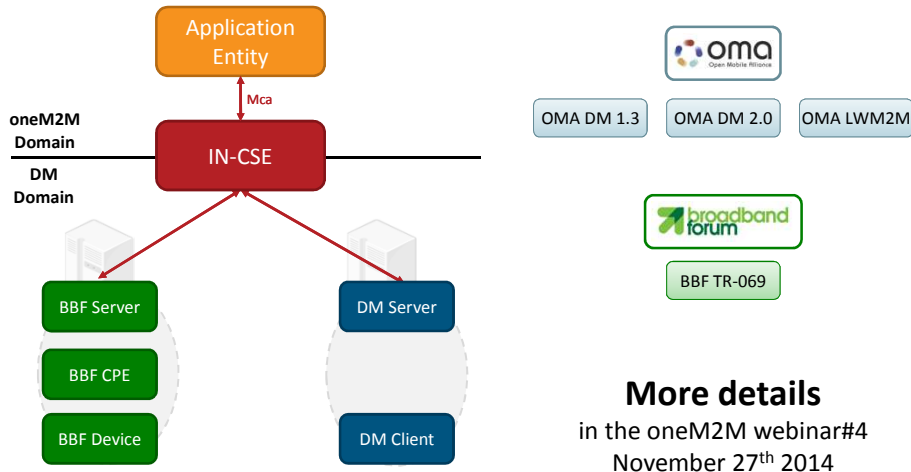 Application
Entity
Mca
oneM2M
Domain
IN-CSE
DM
Domain
BBF Server
DM Server
BBF CPE
BBF Device
DM Client
oma
Open Mobile Alliance
OMA DM 1.3
OMA DM 2.0
OMA LWM2M
broadband
forum
BBF TR-069
More details
in the oneM2M webinar#4
November 27th 2014